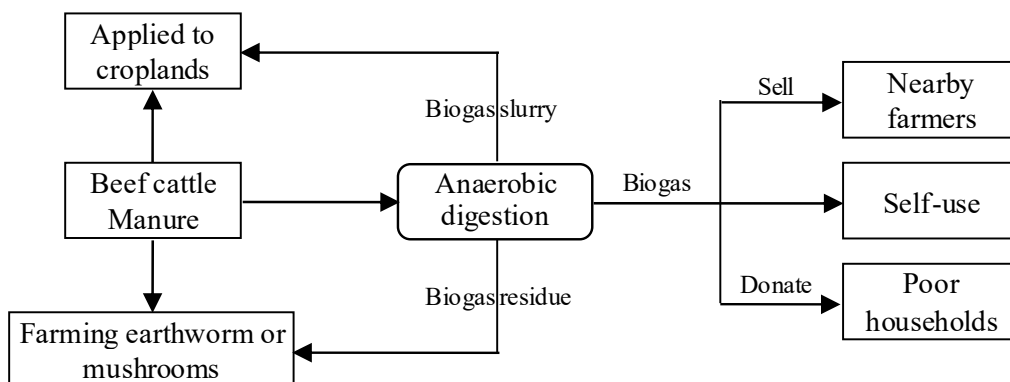 Applied to
croplands
Sell
Nearby
farmers
Biogas slurry
Beef cattle
Manure
Anaerobic
digestion
Biogas
Self-use
Biogas residue
Donate
Poor
households
Farming earthworm or
mushrooms